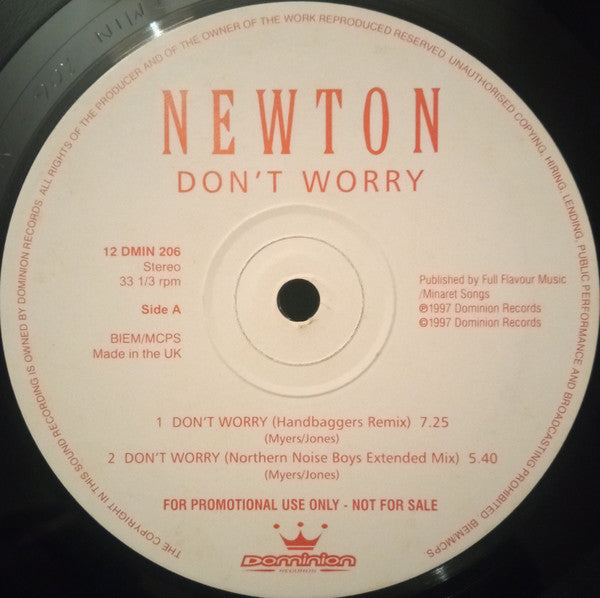 THE COPYRIGHT IN THIS SOUND RECORDING IS OWNED BY DOMINION RECORDS. ALL RIGHTS OF THE PRODUCER AND OF THE OWNER OF THE WORK REPRODUCED RESERVED. UNAUTHORISED COPYING, HIRING, LENDING, PUBLIC PERFORMANCE AND BROADCASTING PROHIBITED. BIEM/MCPS.
NEWTON
DON'T WORRY
12 DMIN 206
Stereo
33 1/3 rpm
Side A
BIEM/MCPS
Made in the UK
Published by Full Flavour Music
/Minaret Songs
℗1997 Dominion Records
©1997 Dominion Records
1 DON'T WORRY (Handbaggers Remix) 7.25
(Myers/Jones)
2 DON'T WORRY (Northern Noise Boys Extended Mix) 5.40
(Myers/Jones)
FOR PROMOTIONAL USE ONLY - NOT FOR SALE
Dominion
RECORDS